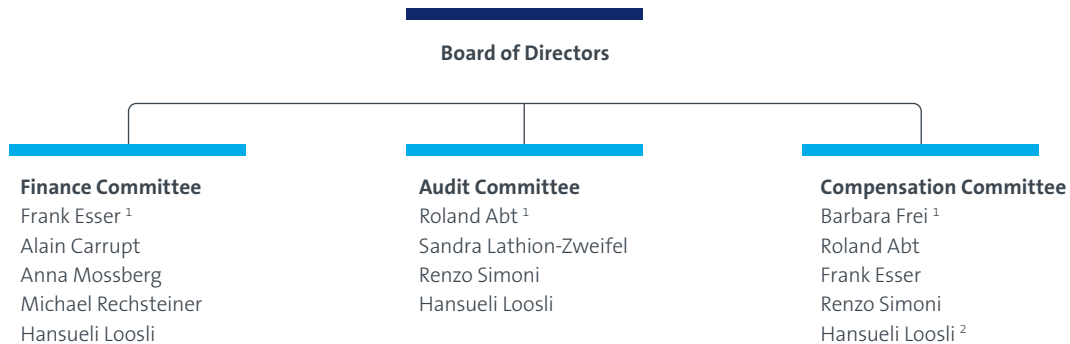 Board of Directors
Finance Committee
Frank Esser 1
Alain Carrupt
Anna Mossberg
Michael Rechsteiner
Hansueli Loosli
Audit Committee
Roland Abt 1
Sandra Lathion-Zweifel
Renzo Simoni
Hansueli Loosli
Compensation Committee
Barbara Frei 1
Roland Abt
Frank Esser
Renzo Simoni
Hansueli Loosli 2